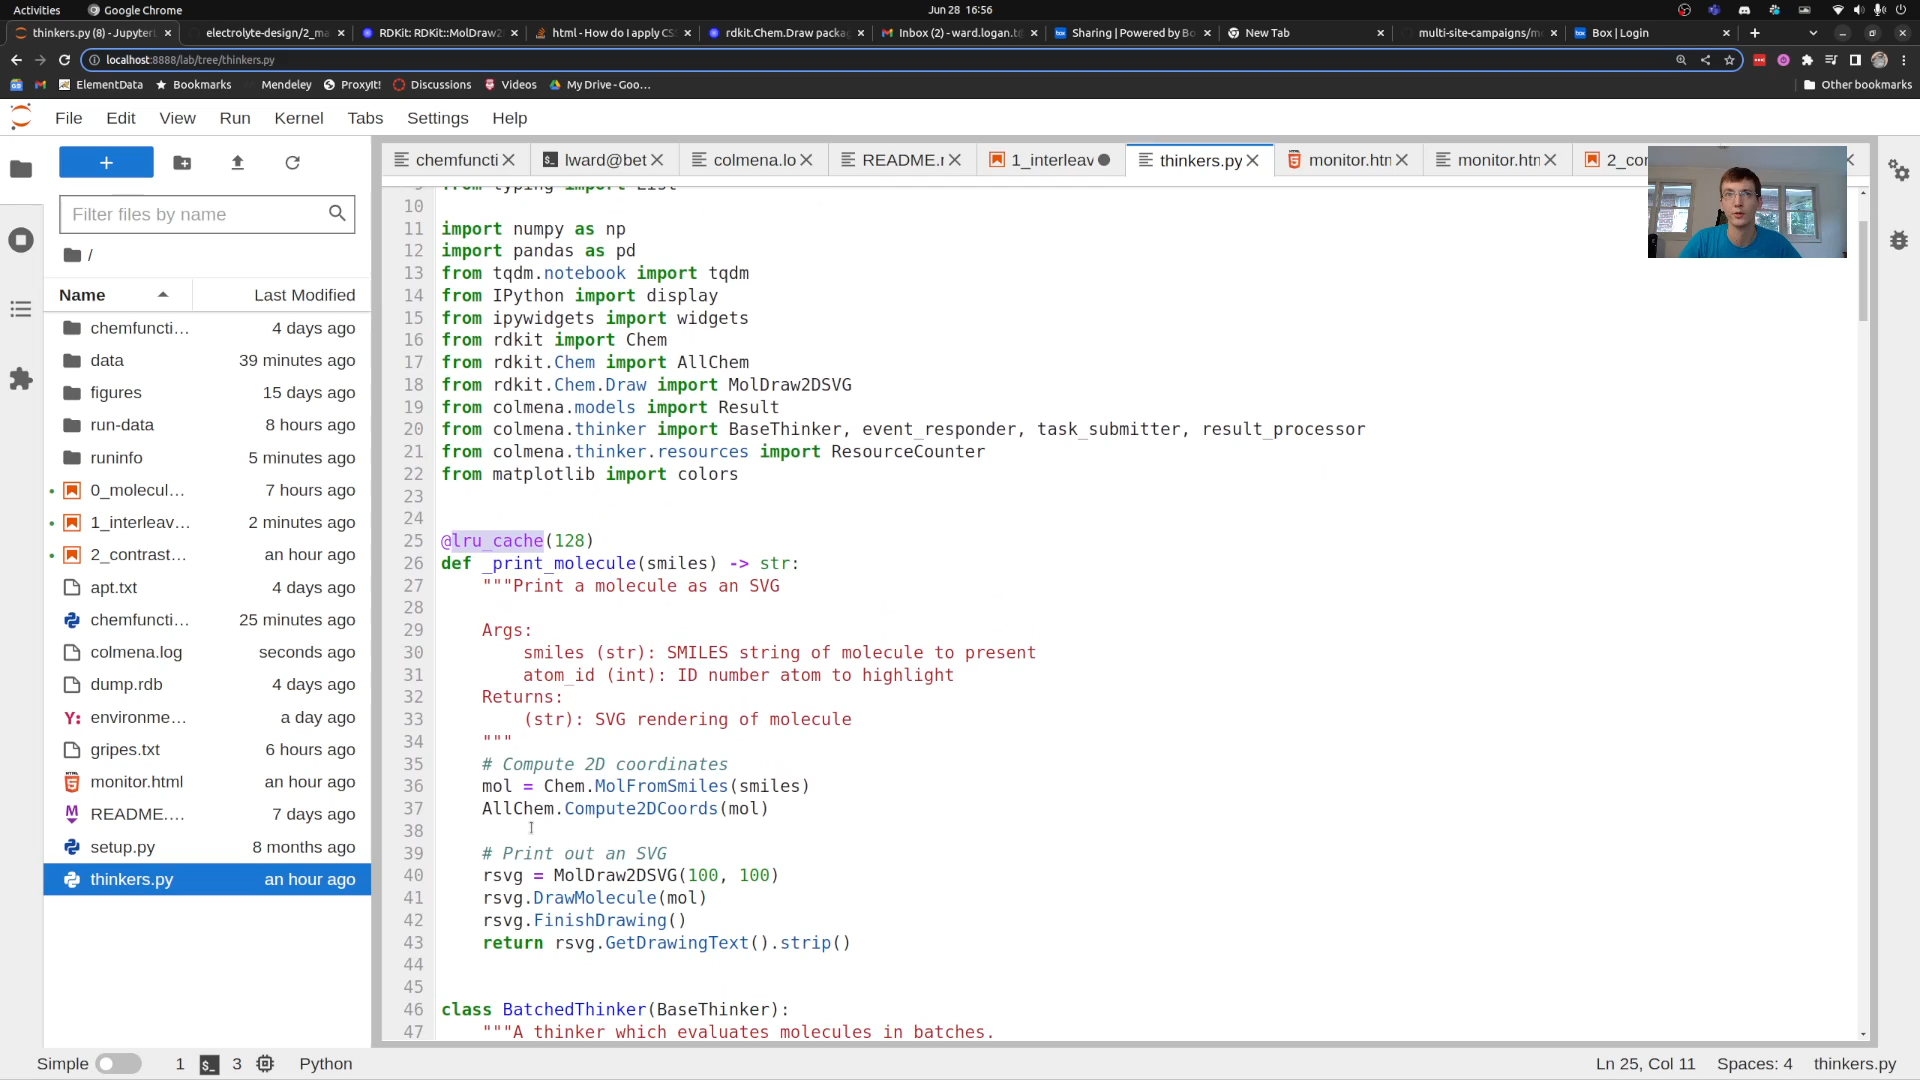 Activities Google Chrome Jun 28 16:56
thinkers.py (8) - Jupyter electrolyte-design/2_ma RDKit: RDKit::MolDraw2 html - How do I apply CS rdkit.Chem.Draw packa Inbox (2) - ward.logan.t@ Sharing | Powered by Bo New Tab multi-site-campaigns/m Box | Login
localhost:8888/lab/tree/thinkers.py
ElementData Bookmarks Mendeley ProxyIt! Discussions Videos My Drive - Goo... Other bookmarks
File Edit View Run Kernel Tabs Settings Help
chemfuncti lward@bet colmena.lo README.r 1_interleav thinkers.py monitor.htn monitor.htn 2_cor
Filter files by name
/
Name Last Modified
chemfuncti... 4 days ago
data 39 minutes ago
figures 15 days ago
run-data 8 hours ago
runinfo 5 minutes ago
0_molecul... 7 hours ago
1_interleav... 2 minutes ago
2_contrast... an hour ago
apt.txt 4 days ago
chemfuncti... 25 minutes ago
colmena.log seconds ago
dump.rdb 4 days ago
environme... a day ago
gripes.txt 6 hours ago
monitor.html an hour ago
README.... 7 days ago
setup.py 8 months ago
thinkers.py an hour ago
9 from typing import List
10
11 import numpy as np
12 import pandas as pd
13 from tqdm.notebook import tqdm
14 from IPython import display
15 from ipywidgets import widgets
16 from rdkit import Chem
17 from rdkit.Chem import AllChem
18 from rdkit.Chem.Draw import MolDraw2DSVG
19 from colmena.models import Result
20 from colmena.thinker import BaseThinker, event_responder, task_submitter, result_processor
21 from colmena.thinker.resources import ResourceCounter
22 from matplotlib import colors
23
24
25 @lru_cache(128)
26 def _print_molecule(smiles) -> str:
27 """Print a molecule as an SVG
28
29 Args:
30 smiles (str): SMILES string of molecule to present
31 atom_id (int): ID number atom to highlight
32 Returns:
33 (str): SVG rendering of molecule
34 """
35 # Compute 2D coordinates
36 mol = Chem.MolFromSmiles(smiles)
37 AllChem.Compute2DCoords(mol)
38
39 # Print out an SVG
40 rsvg = MolDraw2DSVG(100, 100)
41 rsvg.DrawMolecule(mol)
42 rsvg.FinishDrawing()
43 return rsvg.GetDrawingText().strip()
44
45
46 class BatchedThinker(BaseThinker):
47 """A thinker which evaluates molecules in batches.
Simple 1 $_ 3 Python Ln 25, Col 11 Spaces: 4 thinkers.py